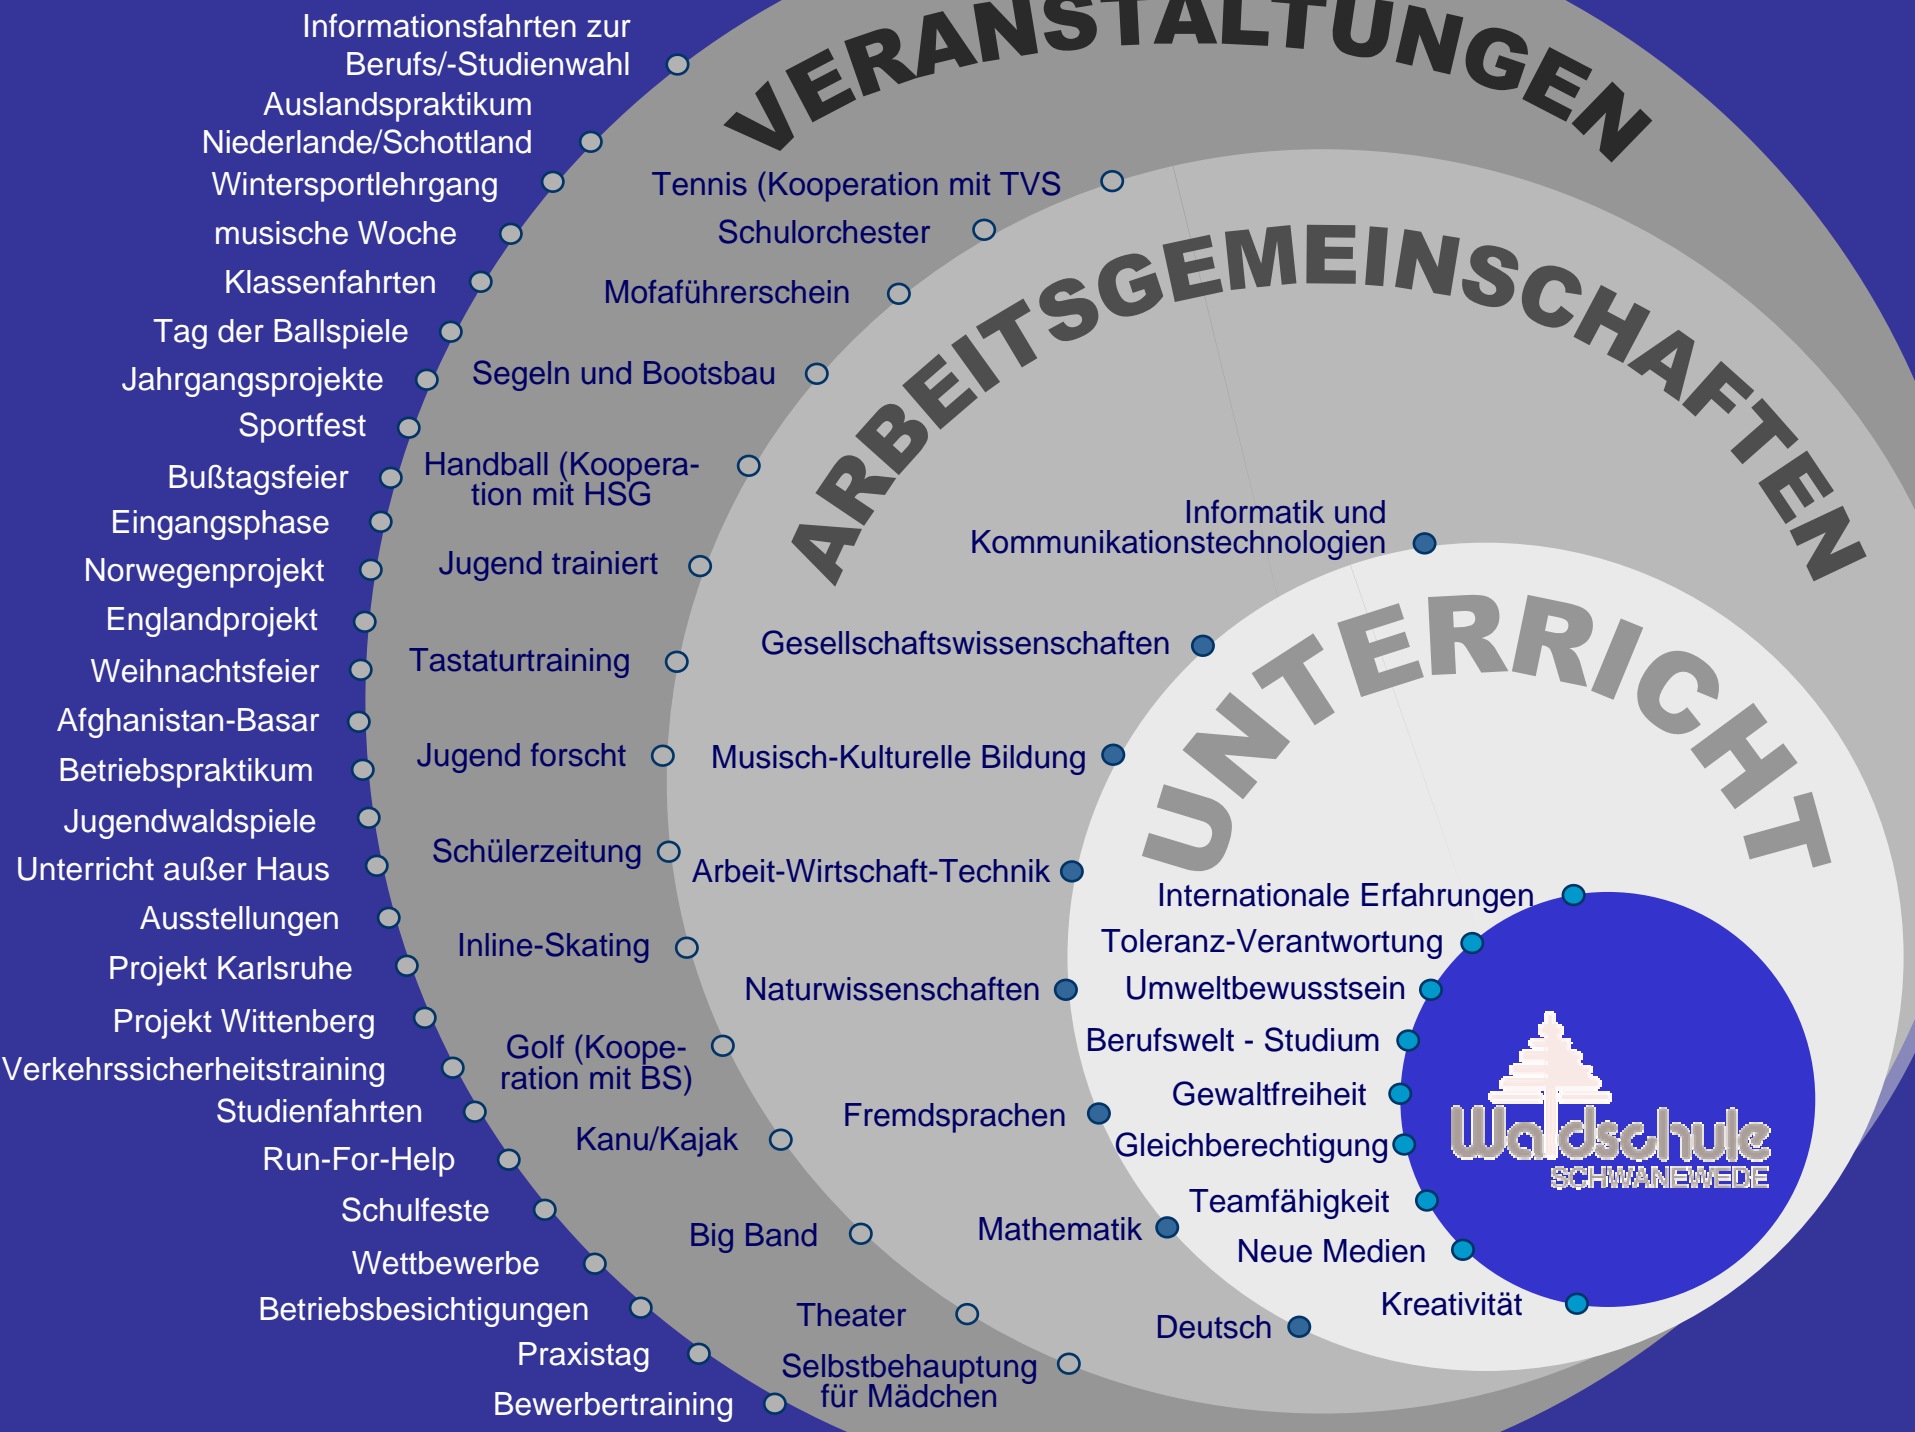 VERANSTALTUNGEN
Informationsfahrten zur
Berufs/-Studienwahl
Auslandspraktikum
Niederlande/Schottland
Wintersportlehrgang
musische Woche
Klassenfahrten
Tag der Ballspiele
Jahrgangsprojekte
Sportfest
Bußtagsfeier
Eingangsphase
Norwegenprojekt
Englandprojekt
Weihnachtsfeier
Afghanistan-Basar
Betriebspraktikum
Jugendwaldspiele
Unterricht außer Haus
Ausstellungen
Projekt Karlsruhe
Projekt Wittenberg
Verkehrssicherheitstraining
Studienfahrten
Run-For-Help
Schulfeste
Wettbewerbe
Betriebsbesichtigungen
Praxistag
Bewerbertraining
ARBEITSGEMEINSCHAFTEN
Tennis (Kooperation mit TVS
Schulorchester
Mofaführerschein
Segeln und Bootsbau
Handball (Koopera-
tion mit HSG
Jugend trainiert
Tastaturtraining
Jugend forscht
Schülerzeitung
Inline-Skating
Golf (Koope-
ration mit BS)
Kanu/Kajak
Big Band
Theater
Selbstbehauptung
für Mädchen
UNTERRICHT
Informatik und
Kommunikationstechnologien
Gesellschaftswissenschaften
Musisch-Kulturelle Bildung
Arbeit-Wirtschaft-Technik
Naturwissenschaften
Fremdsprachen
Mathematik
Deutsch
Internationale Erfahrungen
Toleranz-Verantwortung
Umweltbewusstsein
Berufswelt - Studium
Gewaltfreiheit
Gleichberechtigung
Teamfähigkeit
Neue Medien
Kreativität
Waldschule
SCHWANEWEDE